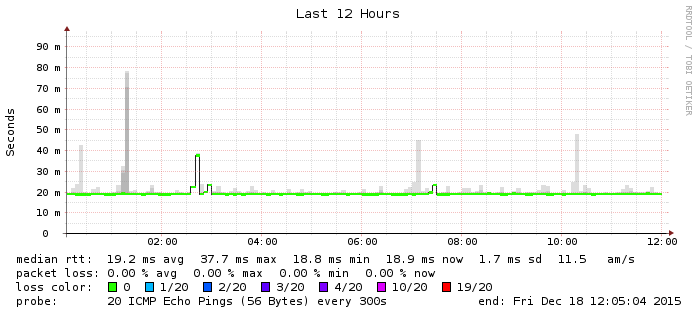 Last 12 Hours
RRDTOOL / TOBI OETIKER
Seconds
90 m
80 m
70 m
60 m
50 m
40 m
30 m
20 m
10 m
0
02:00 04:00 06:00 08:00 10:00 12:00
median rtt: 19.2 ms avg 37.7 ms max 18.8 ms min 18.9 ms now 1.7 ms sd 11.5 am/s
packet loss: 0.00 % avg 0.00 % max 0.00 % min 0.00 % now
loss color: 0 1/20 2/20 3/20 4/20 10/20 19/20
probe: 20 ICMP Echo Pings (56 Bytes) every 300s end: Fri Dec 18 12:05:04 2015